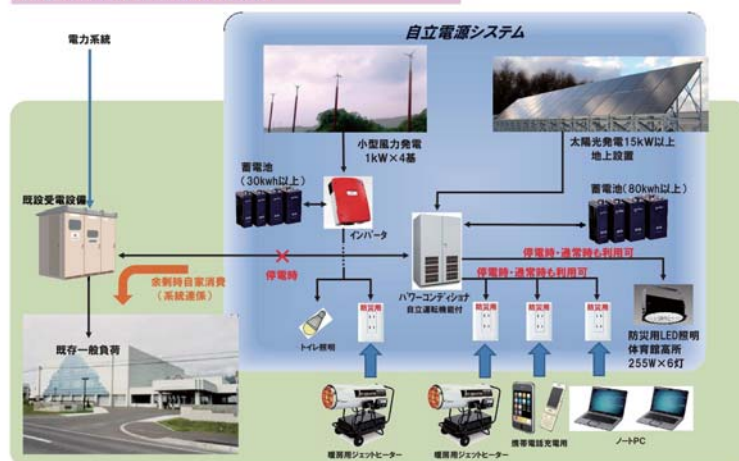 自立電源システム
電力系統
小型風力発電
1kW×4基
太陽光発電15kW以上
地上設置
蓄電池
(30kwh以上)
蓄電池(80kwh以上)
既設受電設備
インバータ
停電時・通常時も利用可
停電時
停電時・通常時も利用可
余剰時自家消費
(系統連係)
パワーコンディショナ
自立運転機能付
防災用
防災用
防災用
防災用
トイレ照明
防災用LED照明
体育館高所
255W×6灯
既存一般負荷
暖房用ジェットヒーター
暖房用ジェットヒーター
携帯電話充電用
ノートPC